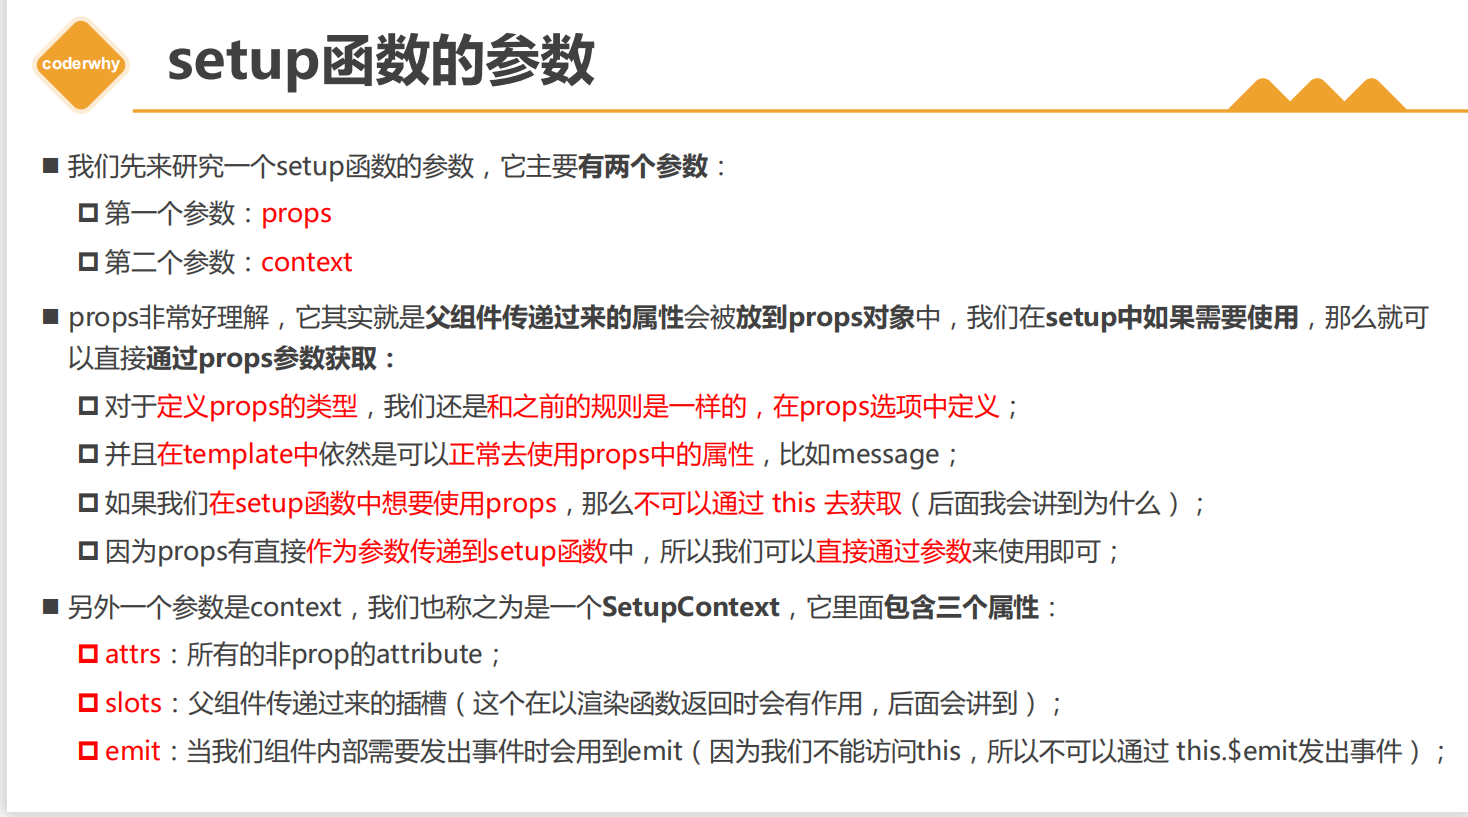 coderwhy
setup函数的参数
■ 我们先来研究一个setup函数的参数，它主要有两个参数：
第一个参数：props
第二个参数：context
■ props非常好理解，它其实就是父组件传递过来的属性会被放到props对象中，我们在setup中如果需要使用，那么就可
以直接通过props参数获取：
对于定义props的类型，我们还是和之前的规则是一样的，在props选项中定义；
并且在template中依然是可以正常去使用props中的属性，比如message；
如果我们在setup函数中想要使用props，那么不可以通过 this 去获取（后面我会讲到为什么）；
因为props有直接作为参数传递到setup函数中，所以我们可以直接通过参数来使用即可；
■ 另外一个参数是context，我们也称之为是一个SetupContext，它里面包含三个属性：
attrs：所有的非prop的attribute；
slots：父组件传递过来的插槽（这个在以渲染函数返回时会有作用，后面会讲到）；
emit：当我们组件内部需要发出事件时会用到emit（因为我们不能访问this，所以不可以通过 this.$emit发出事件）；